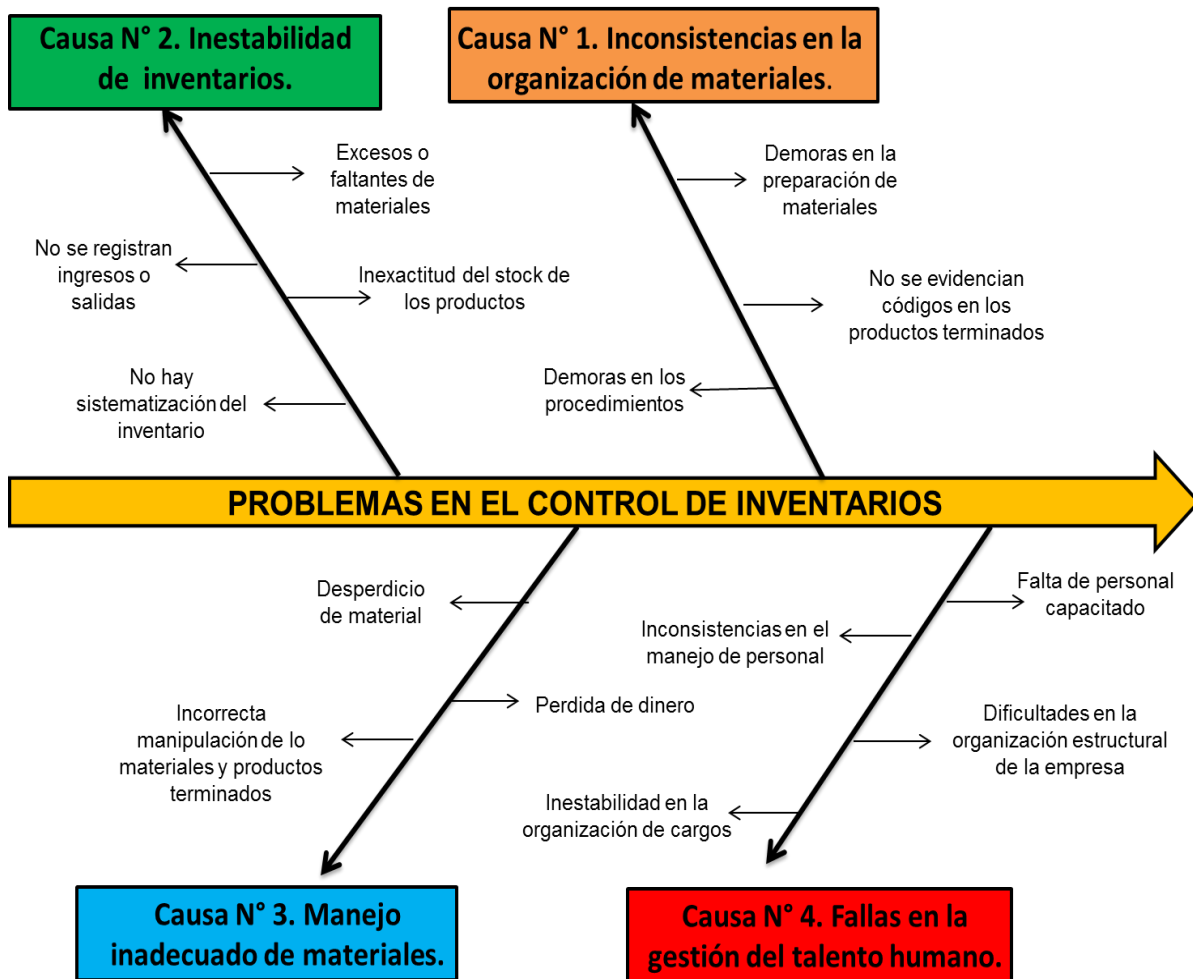 Causa N° 2. Inestabilidad
de inventarios.
Causa N° 1. Inconsistencias en la
organización de materiales.
Excesos o
faltantes de
materiales
No se registran
ingresos o
salidas
Inexactitud del stock de
los productos
No hay
sistematización del
inventario
Demoras en la
preparación de
materiales
No se evidencian
códigos en los
productos terminados
Demoras en los
procedimientos
PROBLEMAS EN EL CONTROL DE INVENTARIOS
Desperdicio
de material
Perdida de dinero
Incorrecta
manipulación de lo
materiales y productos
terminados
Falta de personal
capacitado
Inconsistencias en el
manejo de personal
Dificultades en la
organización estructural
de la empresa
Inestabilidad en la
organización de cargos
Causa N° 3. Manejo
inadecuado de materiales.
Causa N° 4. Fallas en la
gestión del talento humano.